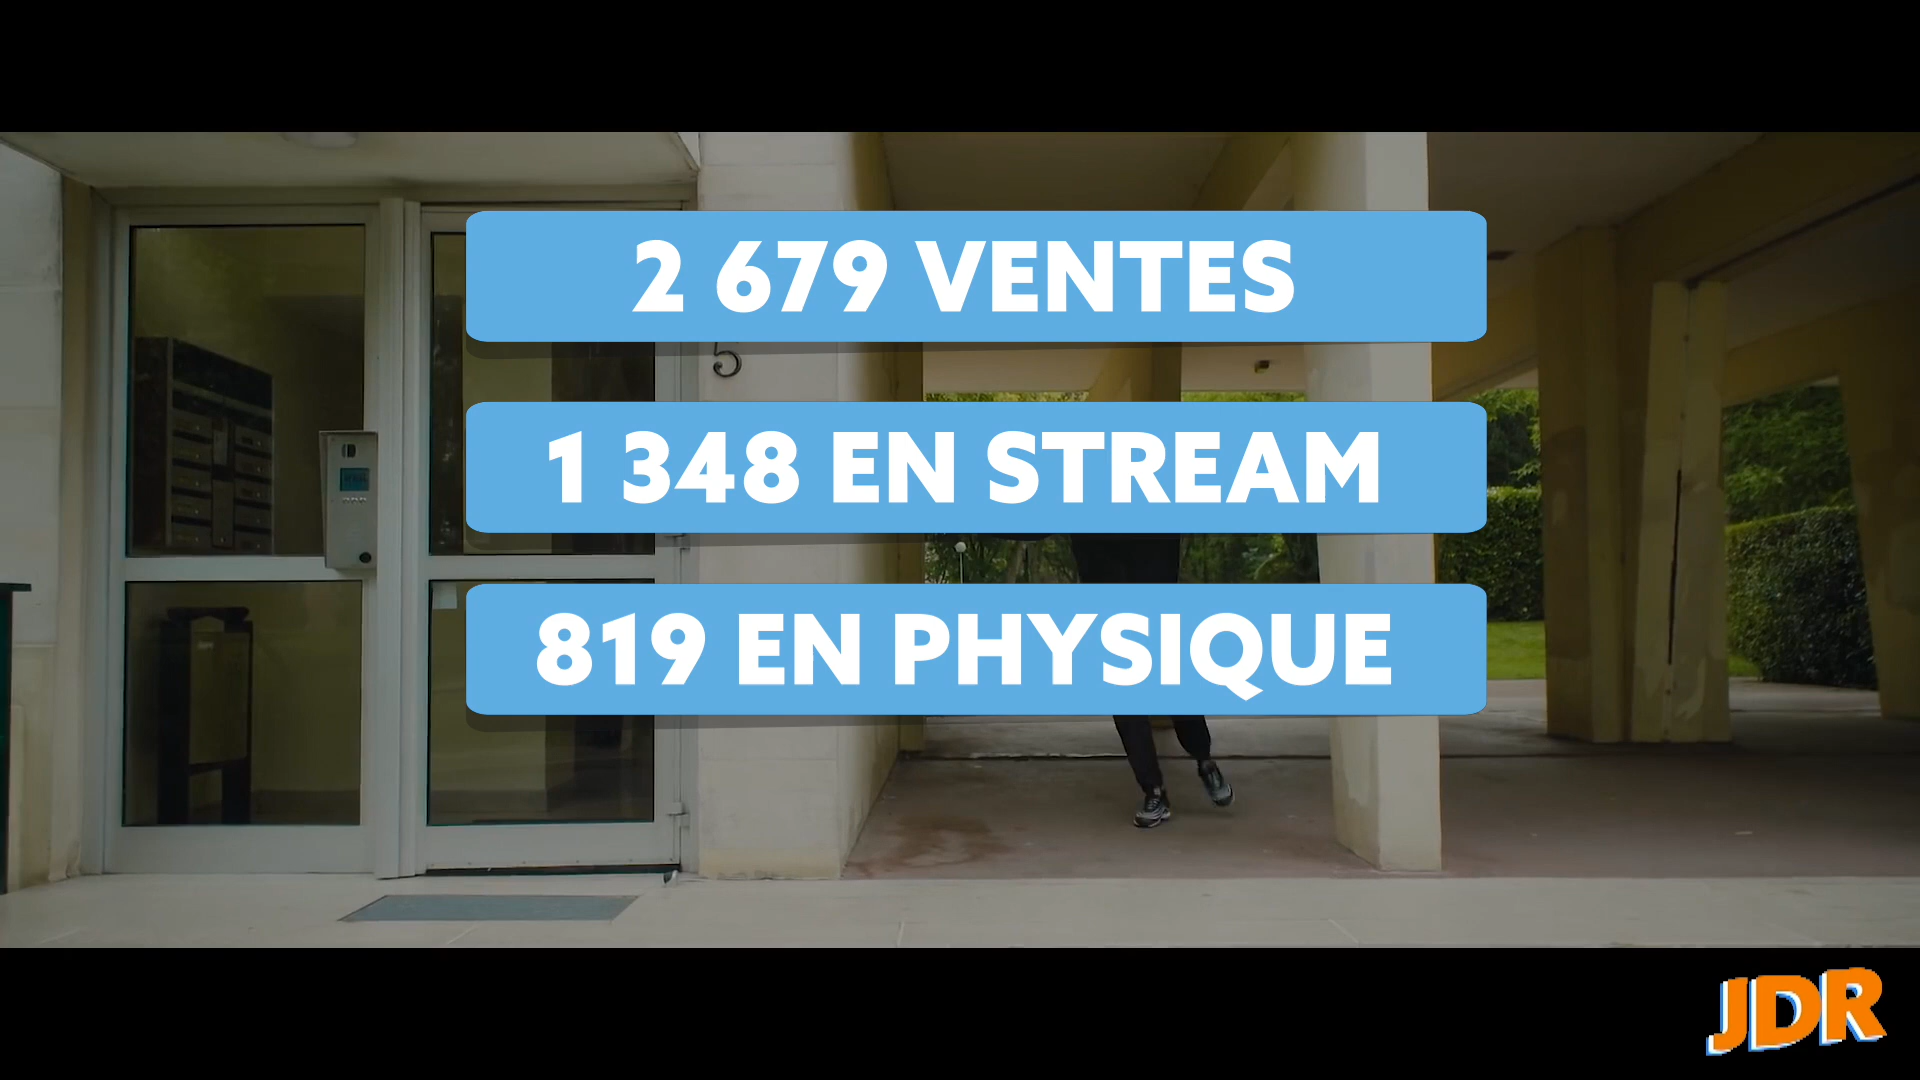 2 679 VENTES
5
1 348 EN STREAM
819 EN PHYSIQUE
JDR